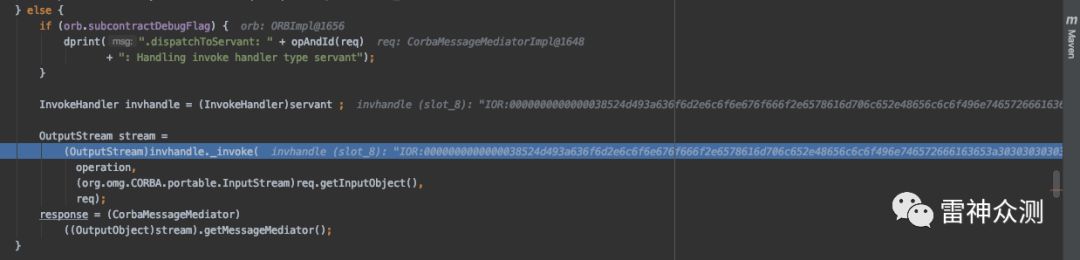 } else {
if (orb.subcontractDebugFlag) { orb: ORBImpl@1656
dprint( msg: ".dispatchToServant: " + opAndId(req) req: CorbaMessageMediatorImpl@1648
+ ": Handling invoke handler type servant");
}
InvokeHandler invhandle = (InvokeHandler)servant ; invhandle (slot_8): "IOR:
OutputStream stream =
(OutputStream)invhandle._invoke( invhandle (slot_8): "IOR:
operation,
(org.omg.CORBA.portable.InputStream)req.getInputObject(),
req);
response = (CorbaMessageMediator)
((OutputObject)stream).getMessageMediator();
}
m
Maven
雷神众测